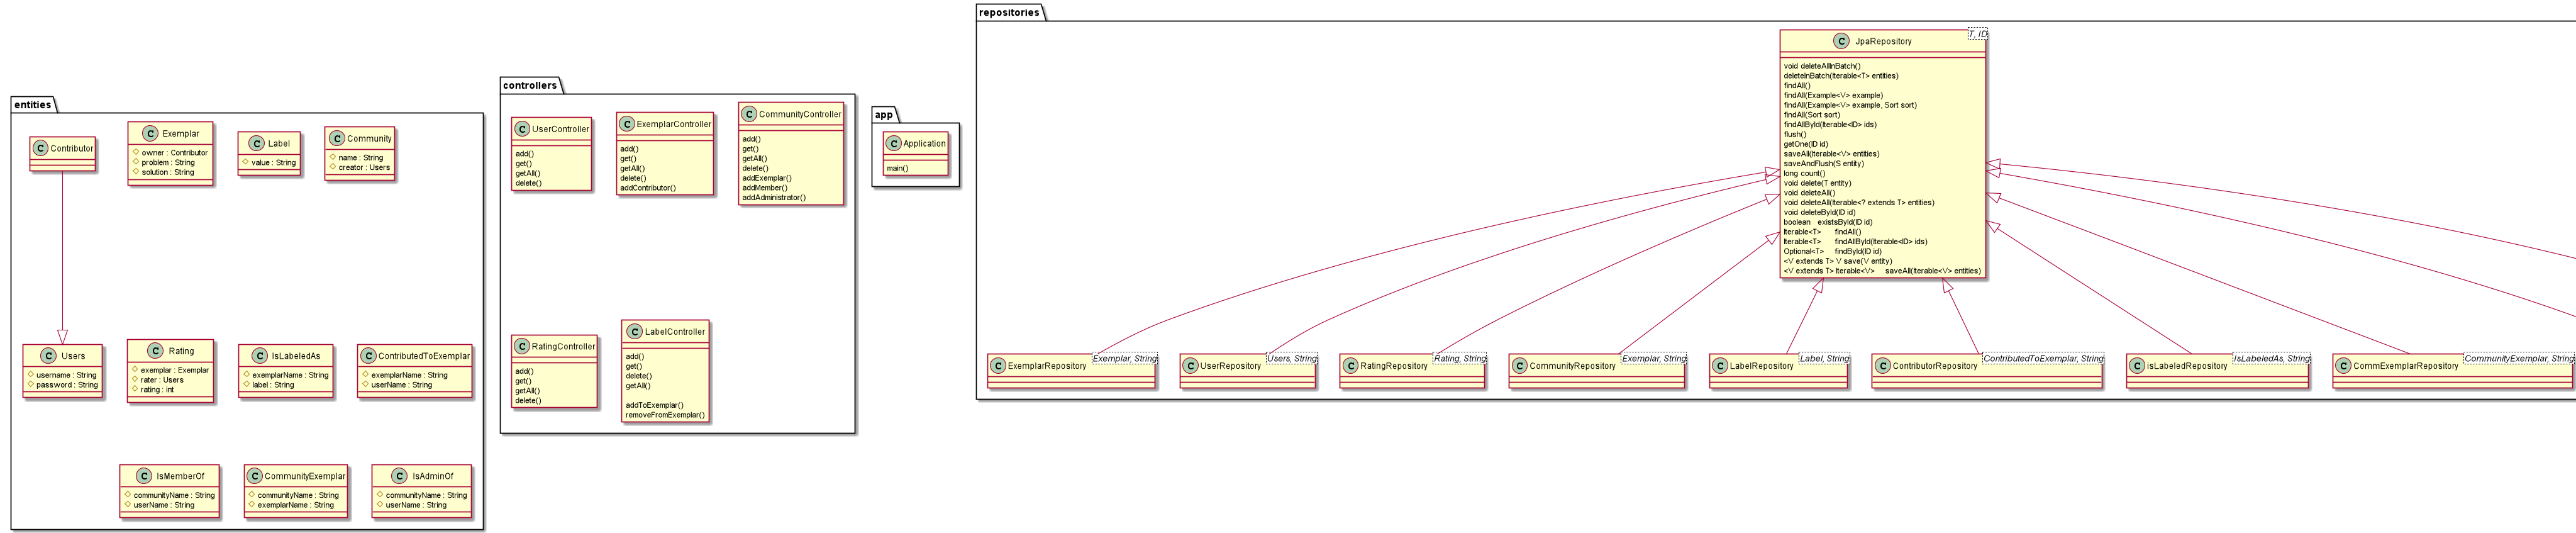 entities
Contributor
Exemplar
owner : Contributor
problem : String
solution : String
Label
value : String
Community
name : String
creator : Users
Users
username : String
password : String
Rating
exemplar : Exemplar
rater : Users
rating : int
IsLabeledAs
exemplarName : String
label : String
ContributedToExemplar
exemplarName : String
userName : String
IsMemberOf
communityName : String
userName : String
CommunityExemplar
communityName : String
exemplarName : String
IsAdminOf
communityName : String
userName : String
controllers
UserController
add()
get()
getAll()
delete()
ExemplarController
add()
get()
getAll()
delete()
addContributor()
CommunityController
add()
get()
getAll()
delete()
addExemplar()
addMember()
addAdministrator()
RatingController
add()
get()
getAll()
delete()
LabelController
add()
get()
delete()
getAll()
addToExemplar()
removeFromExemplar()
app
Application
main()
repositories
JpaRepository
T, ID
void deleteAllInBatch()
deleteInBatch(Iterable<T> entities)
findAll()
findAll(Example<\/> example)
findAll(Example<\/> example, Sort sort)
findAll(Sort sort)
findAllById(Iterable<ID> ids)
flush()
getOne(ID id)
saveAll(Iterable<\/> entities)
saveAndFlush(S entity)
long count()
void delete(T entity)
void deleteAll()
void deleteAll(Iterable<? extends T> entities)
void deleteById(ID id)
boolean existsById(ID id)
Iterable<T> findAll()
Iterable<T> findAllById(Iterable<ID> ids)
Optional<T> findById(ID id)
<\/ extends T> \/ save(\/ entity)
<\/ extends T> Iterable<\/> saveAll(Iterable<\/> entities)
ExemplarRepository
Exemplar, String
UserRepository
Users, String
RatingRepository
Rating, String
CommunityRepository
Exemplar, String
LabelRepository
Label, String
ContributorRepository
ContributedToExemplar, String
isLabeledRepository
IsLabeledAs, String
CommExemplarRepository
CommunityExemplar, String